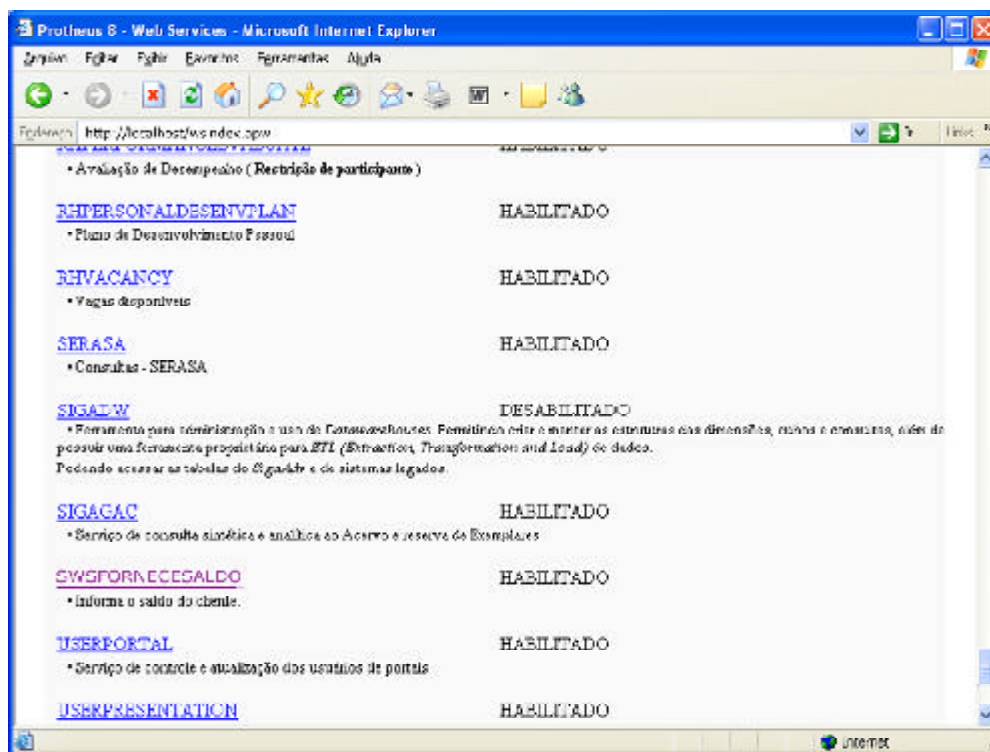 Protheus 8 - Web Services - Microsoft Internet Explorer
Arquivo Editar Exibir Favoritos Ferramentas Ajuda
Endereço http://localhost/wsindex.apw Ir Links »
HABILITADO
• Avaliação de Desempenho ( Restrição de participante )
RHPERSONALDESENVPLAN HABILITADO
• Plano de Desenvolvimento Pessoal
RHVACANCY HABILITADO
• Vagas disponíveis
SERASA HABILITADO
• Consultas - SERASA
SIGADW DESABILITADO
• Ferramenta para administração e uso de Datawarehouses. Permitindo criar e manter as estruturas das dimensões, cubos e consultas, além de
possuir uma ferramenta proprietária para ETL (Extraction, Transformation and Load) de dados.
Podendo acessar as tabelas do SigaAdv e de sistemas legados.
SIGAGAC HABILITADO
• Serviço de consulta sintética e analítica ao Acervo e reserva de Exemplares
SWSFORNECESALDO HABILITADO
• Informa o saldo do cliente.
USERPORTAL HABILITADO
• Serviço de controle e atualização dos usuários de portais
USERPRESENTATION HABILITADO
Internet